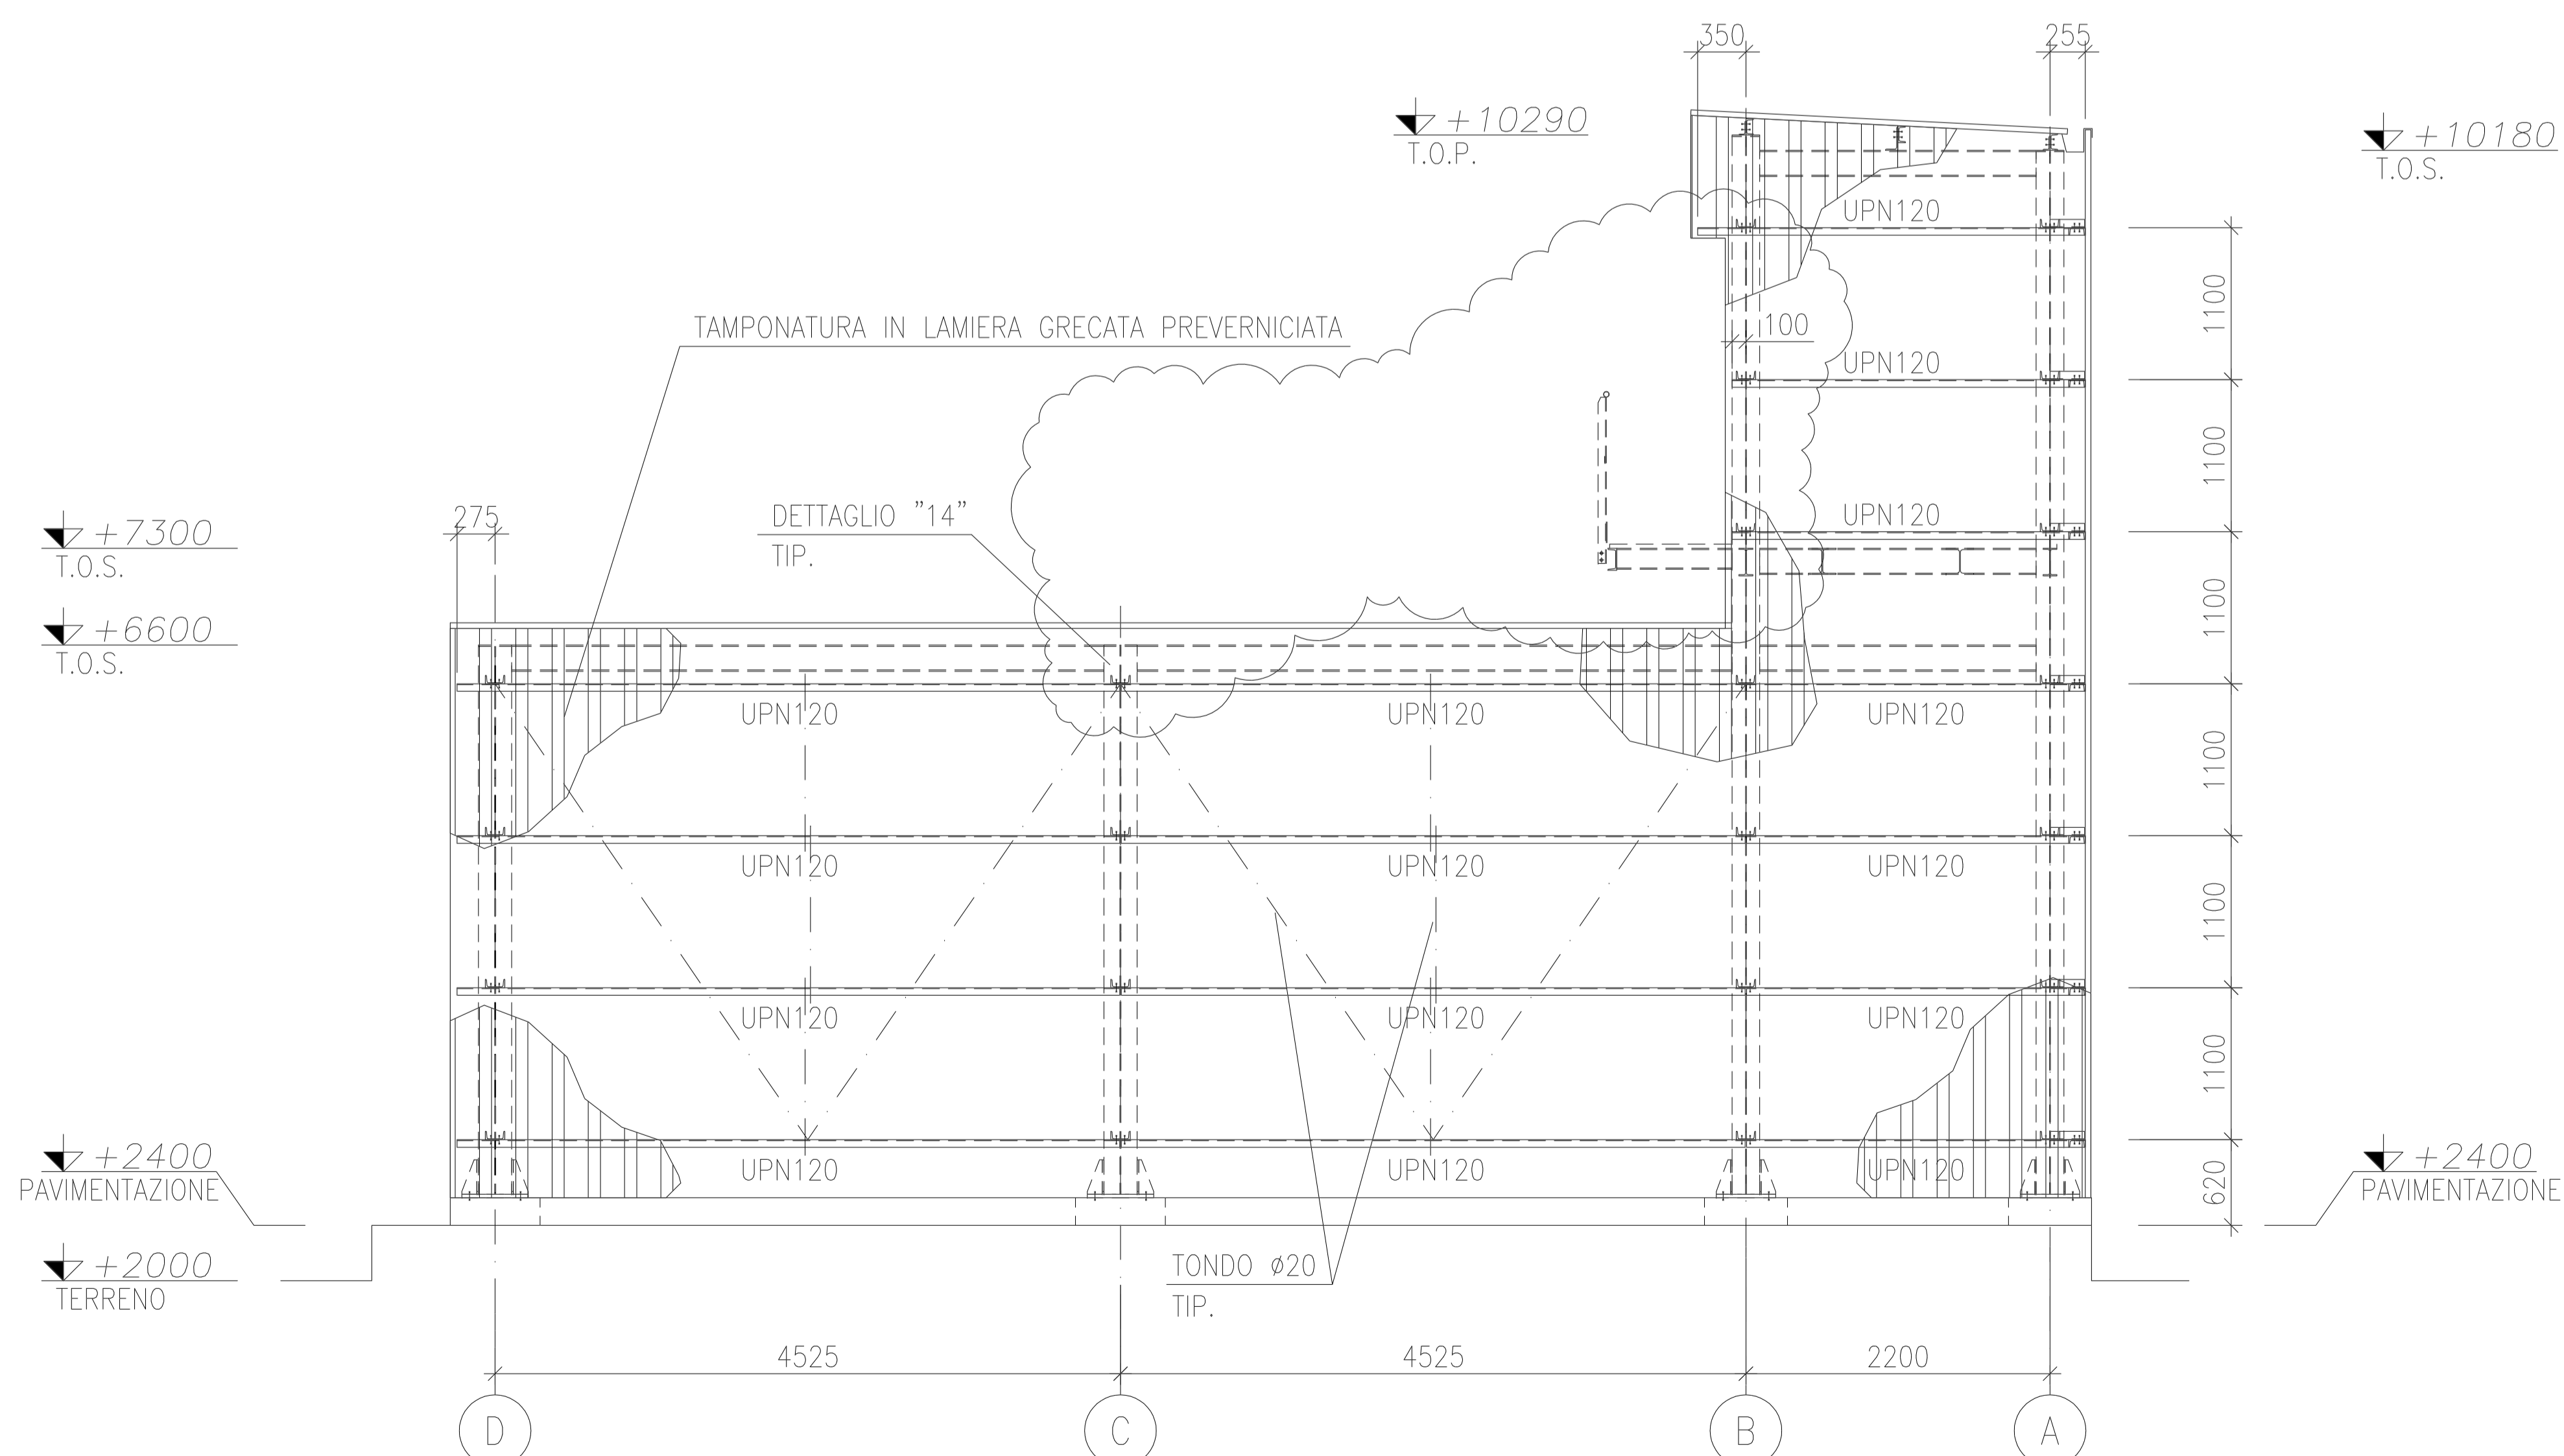 350
255
+10290
T.O.P.
+10180
T.O.S.
UPN120
1100
TAMPONATURA IN LAMIERA GRECATA PREVERNICIATA
100
UPN120
1100
275
DETTAGLIO "14"
TIP.
UPN120
+7300
T.O.S.
1100
+6600
T.O.S.
UPN120
UPN120
UPN120
1100
UPN120
UPN120
UPN120
1100
UPN120
UPN120
UPN120
1100
+2400
PAVIMENTAZIONE
UPN120
UPN120
UPN120
620
+2400
PAVIMENTAZIONE
+2000
TERRENO
TONDO ø20
TIP.
4525
4525
2200
D
C
B
A